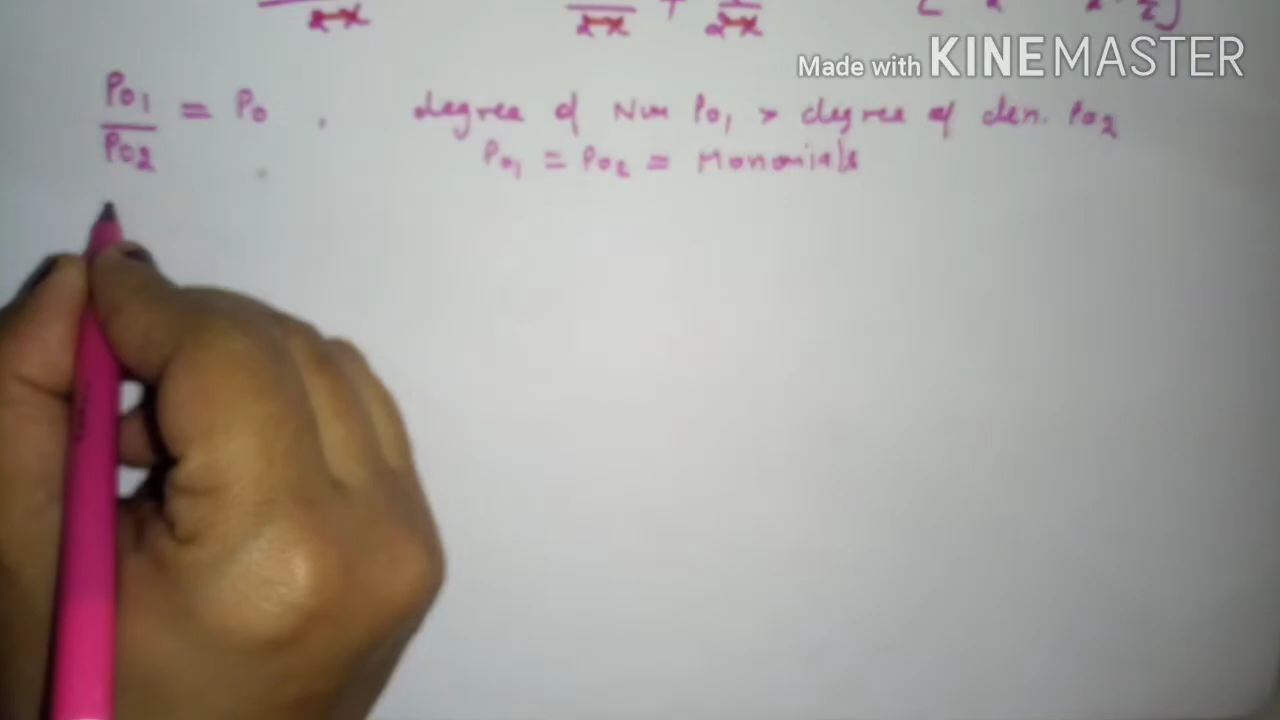 Made with KINEMASTER
Po1 = Po , degree of Num Po1 > degree of den. Po2
Po2
Po1 = Po2 = Monomials